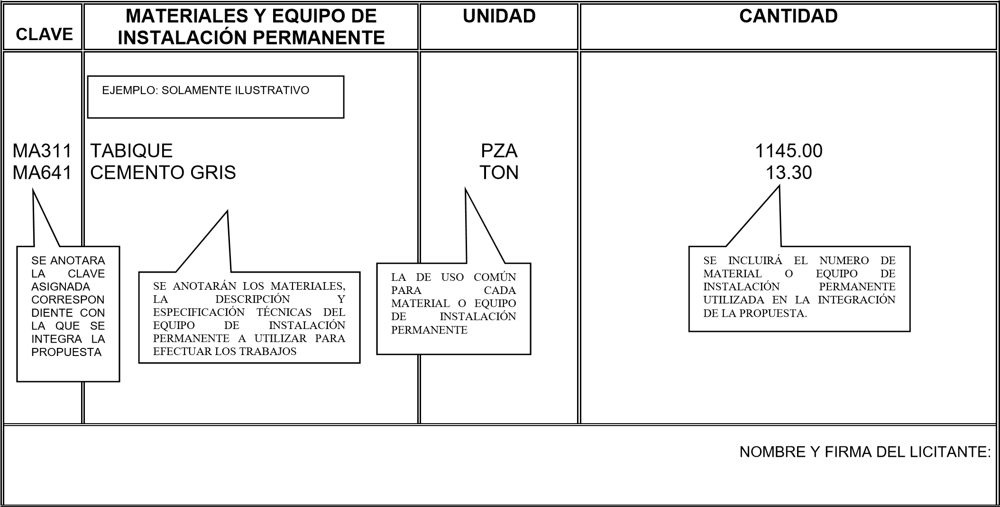 CLAVE
MATERIALES Y EQUIPO DE
INSTALACIÓN PERMANENTE
UNIDAD
CANTIDAD
EJEMPLO: SOLAMENTE ILUSTRATIVO
MA311 TABIQUE PZA 1145.00
MA641 CEMENTO GRIS TON 13.30
SE ANOTARA
LA CLAVE
ASIGNADA
CORRESPON
DIENTE CON
LA QUE SE
INTEGRA LA
PROPUESTA
SE ANOTARÁN LOS MATERIALES,
LA DESCRIPCIÓN Y
ESPECIFICACIÓN TÉCNICAS DEL
EQUIPO DE INSTALACIÓN
PERMANENTE A UTILIZAR PARA
EFECTUAR LOS TRABAJOS
LA DE USO COMÚN
PARA CADA
MATERIAL O EQUIPO
DE INSTALACIÓN
PERMANENTE
SE INCLUIRÁ EL NUMERO DE
MATERIAL O EQUIPO DE
INSTALACIÓN PERMANENTE
UTILIZADA EN LA INTEGRACIÓN
DE LA PROPUESTA.
NOMBRE Y FIRMA DEL LICITANTE: